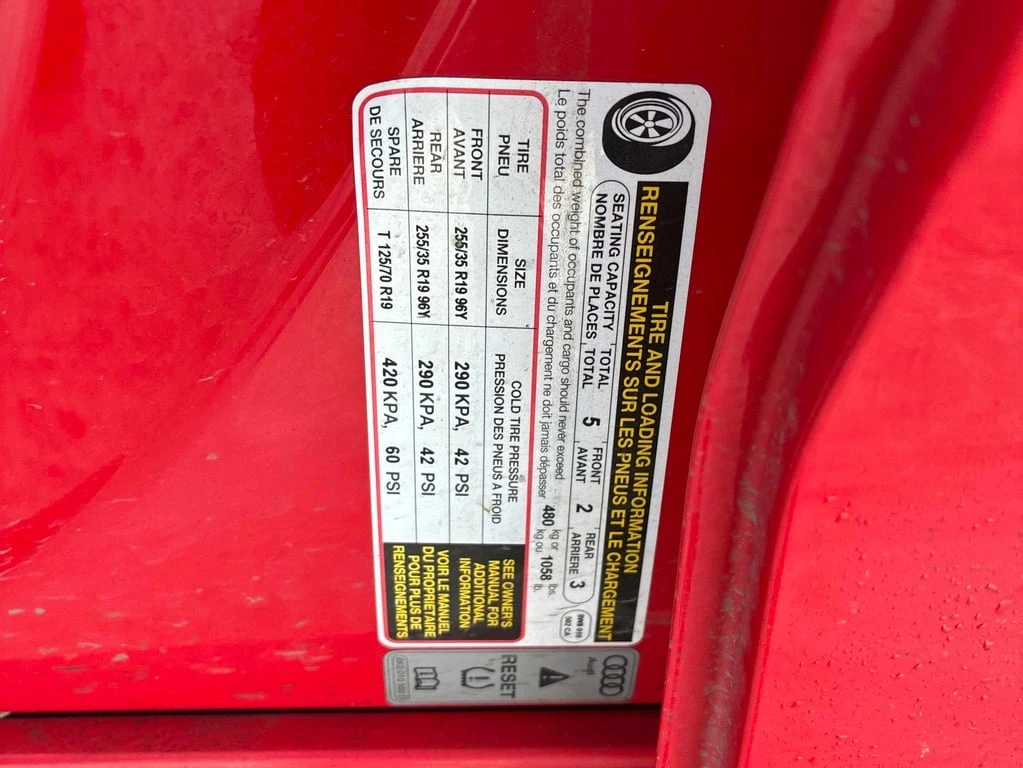 TIRE AND LOADING INFORMATION
RENSEIGNEMENTS SUR LES PNEUS ET LE CHARGEMENT
SEATING CAPACITY TOTAL 5 FRONT 2 REAR 3
NOMBRE DE PLACES TOTAL AVANT ARRIERE
The combined weight of occupants and cargo should never exceed 480 kg or 1058 lbs.
Le poids total des occupants et du chargement ne doit jamais dépasser kg ou lb.
TIRE SIZE COLD TIRE PRESSURE
PNEU DIMENSIONS PRESSION DES PNEUS A FROID
FRONT
AVANT 255/35 R19 96Y 290 KPA, 42 PSI
REAR
ARRIERE 255/35 R19 96Y 290 KPA, 42 PSI
SPARE
DE SECOURS T 125/70 R19 420 KPA, 60 PSI
SEE OWNER'S
MANUAL FOR
ADDITIONAL
INFORMATION
VOIR LE MANUEL
DU PROPRIETAIRE
POUR PLUS DE
RENSEIGNEMENTS
Audi
RESET